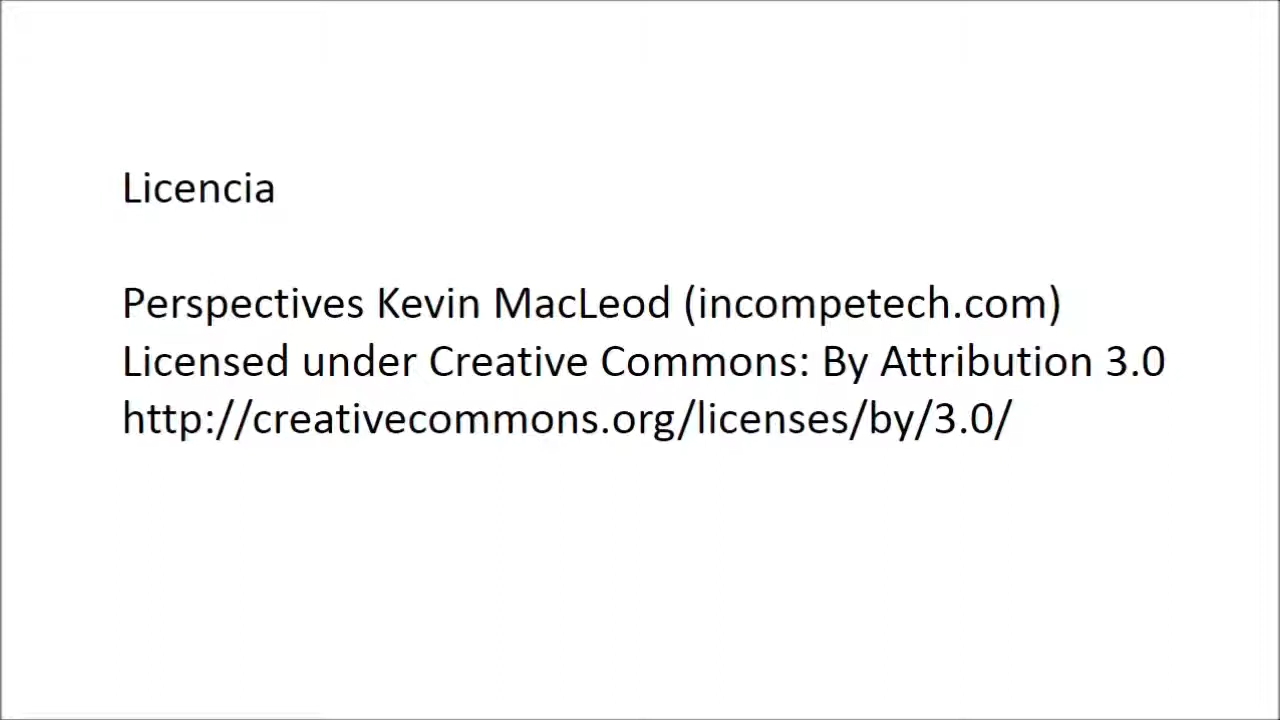 Licencia
Perspectives Kevin MacLeod (incompetech.com)
Licensed under Creative Commons: By Attribution 3.0
http://creativecommons.org/licenses/by/3.0/